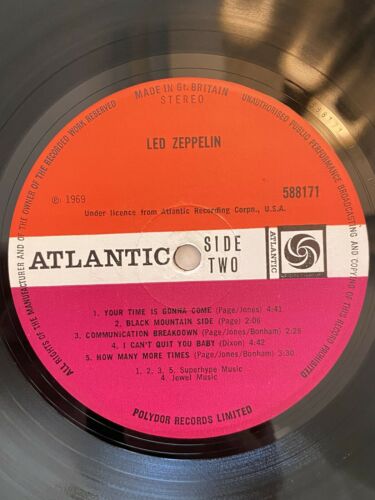 MADE IN Gt. BRITAIN
STEREO
ALL RIGHTS OF THE MANUFACTURER AND OF THE OWNER OF THE RECORDED WORK RESERVED
UNAUTHORISED PUBLIC PERFORMANCE BROADCASTING AND COPYING OF THIS RECORD PROHIBITED
LED ZEPPELIN
℗ 1969
588171
Under licence from Atlantic Recording Corpn., U.S.A.
ATLANTIC
SIDE
TWO
ATLANTIC
1. YOUR TIME IS GONNA COME (Page/Jones) 4:41
2. BLACK MOUNTAIN SIDE (Page) 2:06
3. COMMUNICATION BREAKDOWN (Page/Jones/Bonham) 2:26
4. I CAN'T QUIT YOU BABY (Dixon) 4:42
5. HOW MANY MORE TIMES (Page/Jones/Bonham) 3:30
1, 2, 3, 5, Superhype Music
4 Jewel Music
POLYDOR RECORDS LIMITED